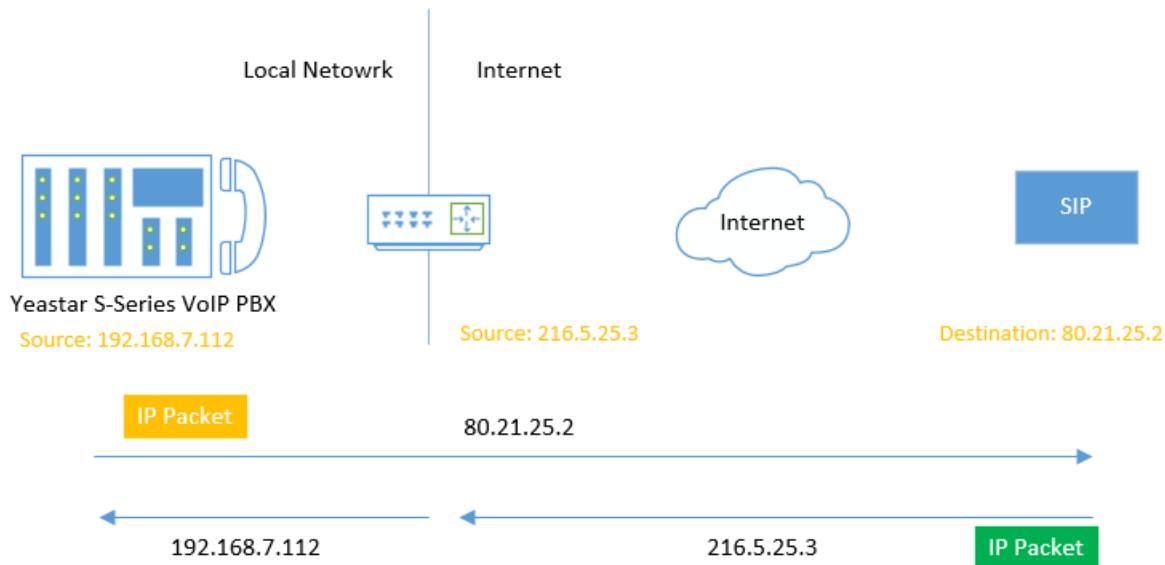 Local Netowrk
Internet
Internet
SIP
Yeastar S-Series VoIP PBX
Source: 192.168.7.112
Source: 216.5.25.3
Destination: 80.21.25.2
IP Packet
80.21.25.2
192.168.7.112
216.5.25.3
IP Packet